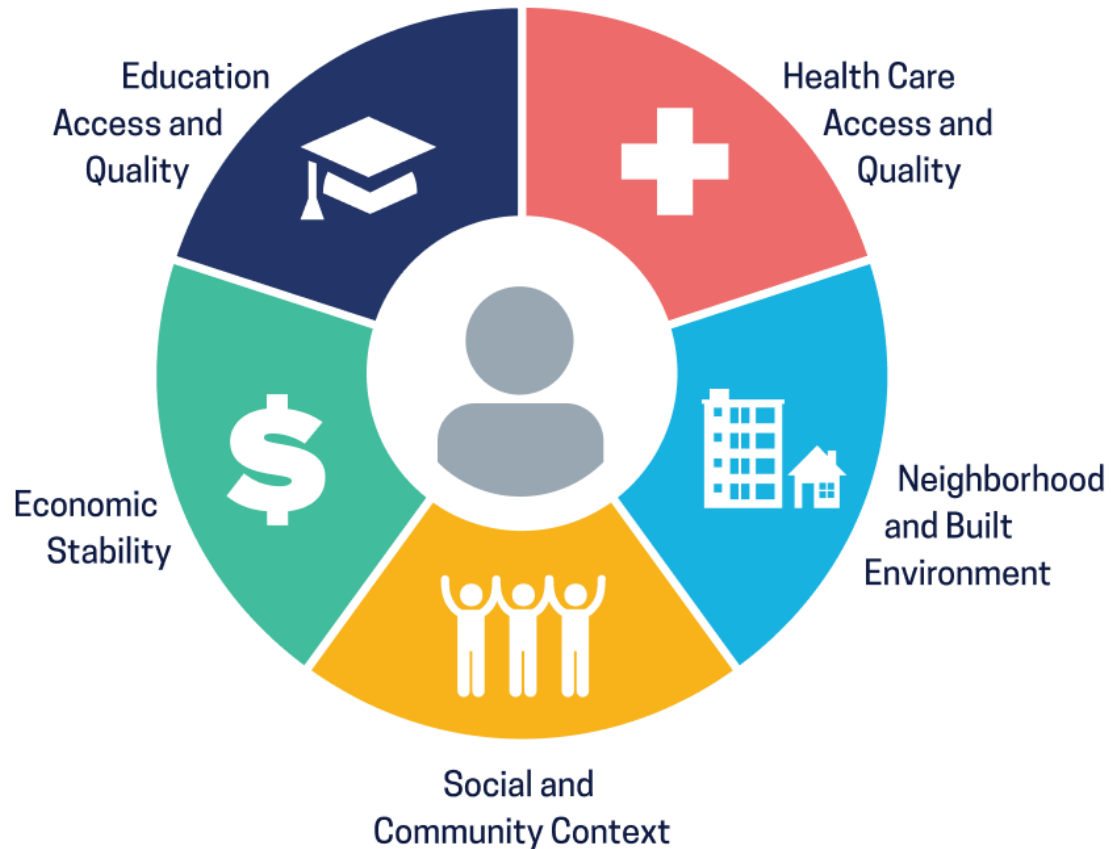 Education
Access and
Quality
Health Care
Access and
Quality
Economic
Stability
Neighborhood
and Built
Environment
Social and
Community Context